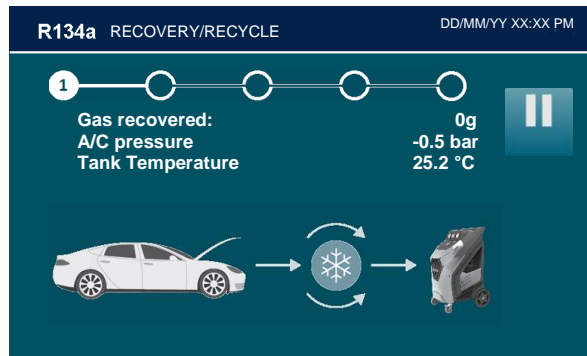 R134a RECOVERY/RECYCLE DD/MM/YY XX:XX PM
1
Gas recovered: 0g
A/C pressure -0.5 bar
Tank Temperature 25.2 °C